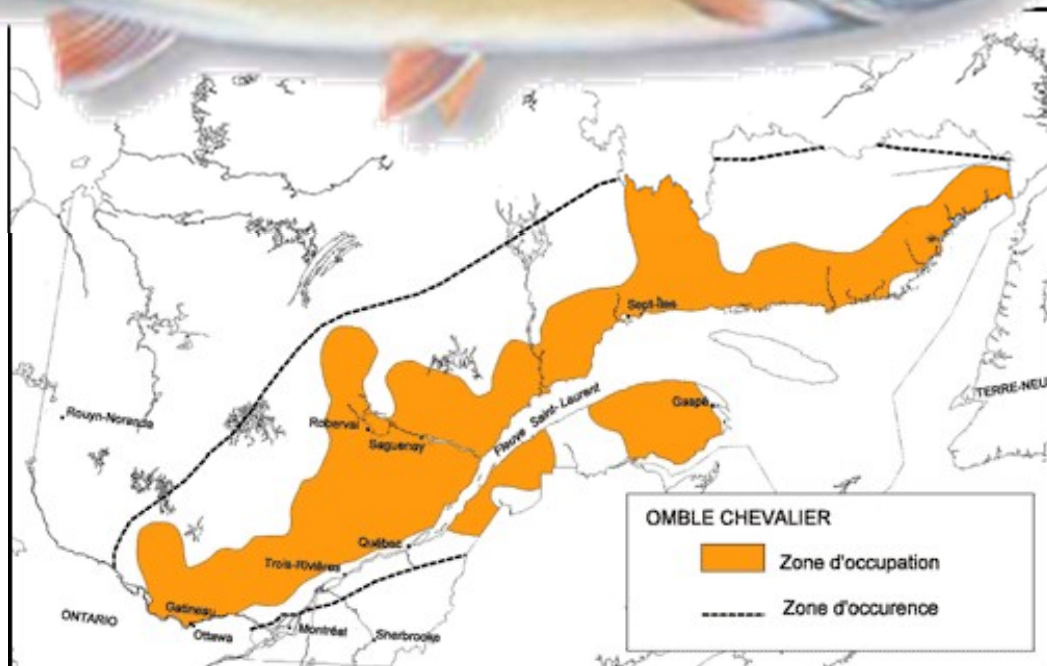 Sept-Îles
Rouyn-Noranda
Roberval
Saguenay
Fleuve Saint-Laurent
Gaspé
TERRE-NEU
Québec
Trois-Rivières
Gatineau
ONTARIO
Ottawa
Montréal
Sherbrooke
OMBLE CHEVALIER
Zone d'occupation
Zone d'occurence